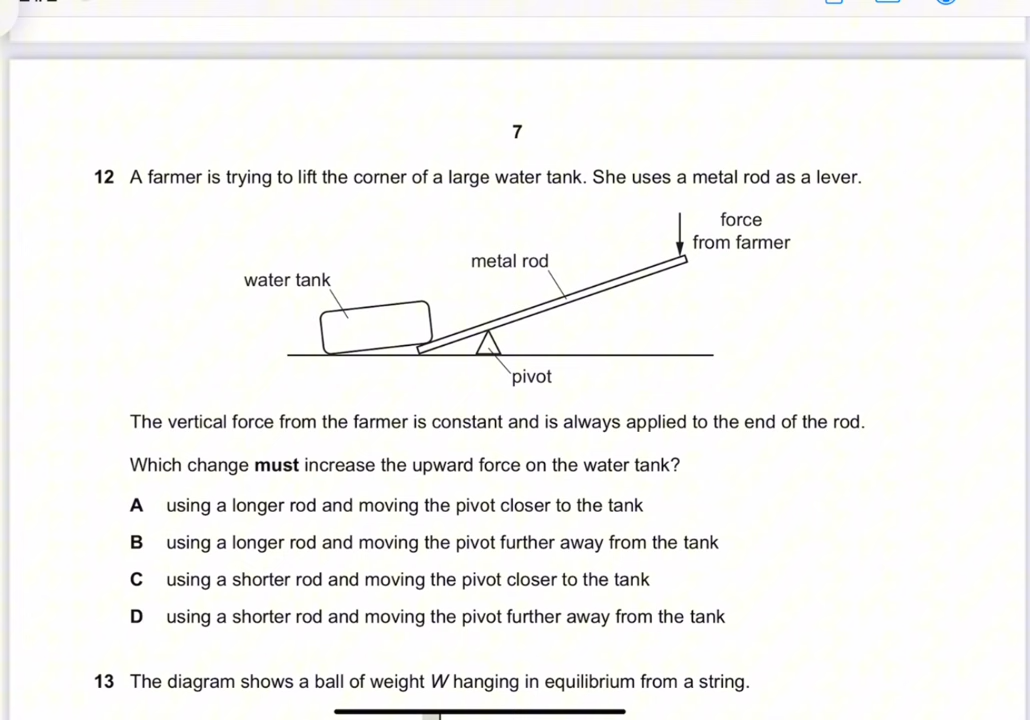 7
12 A farmer is trying to lift the corner of a large water tank. She uses a metal rod as a lever.
force
from farmer
metal rod
water tank
pivot
The vertical force from the farmer is constant and is always applied to the end of the rod.
Which change must increase the upward force on the water tank?
A using a longer rod and moving the pivot closer to the tank
B using a longer rod and moving the pivot further away from the tank
C using a shorter rod and moving the pivot closer to the tank
D using a shorter rod and moving the pivot further away from the tank
13 The diagram shows a ball of weight W hanging in equilibrium from a string.